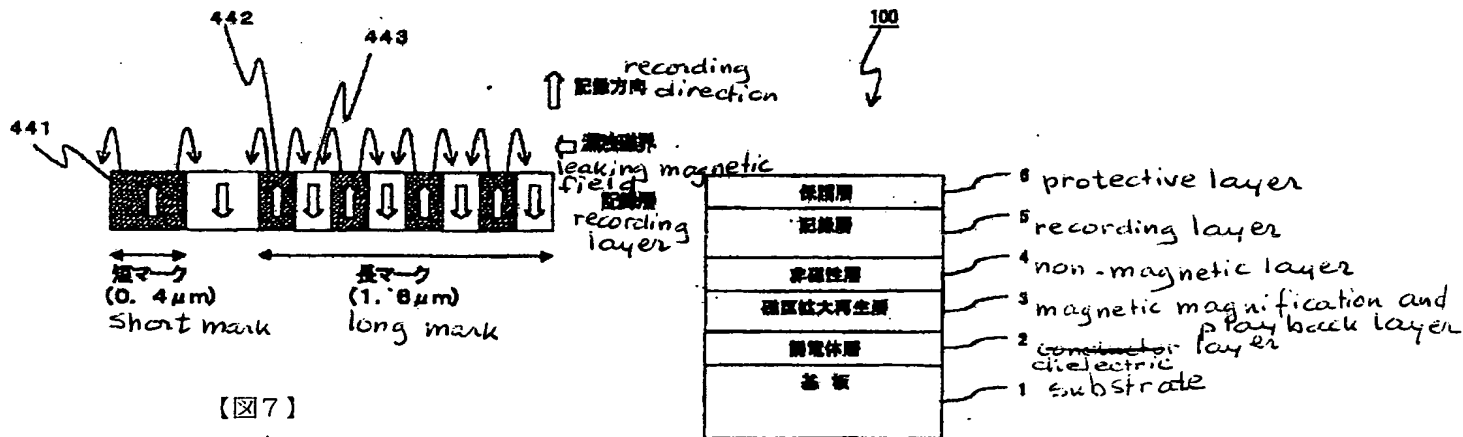 442
443
441
100
recording
記録方向 direction
漏洩磁界
leaking magnetic
field
記録層
recording
layer
短マーク
(0. 4μm)
short mark
長マーク
(1. 6μm)
long mark
保護層 6 protective layer
記録層 5 recording layer
非磁性層 4 non-magnetic layer
磁区拡大再生層 3 magnetic magnification and
playback layer
誘電体層 2 conductor layer
dielectric
基板 1 substrate
【図7】